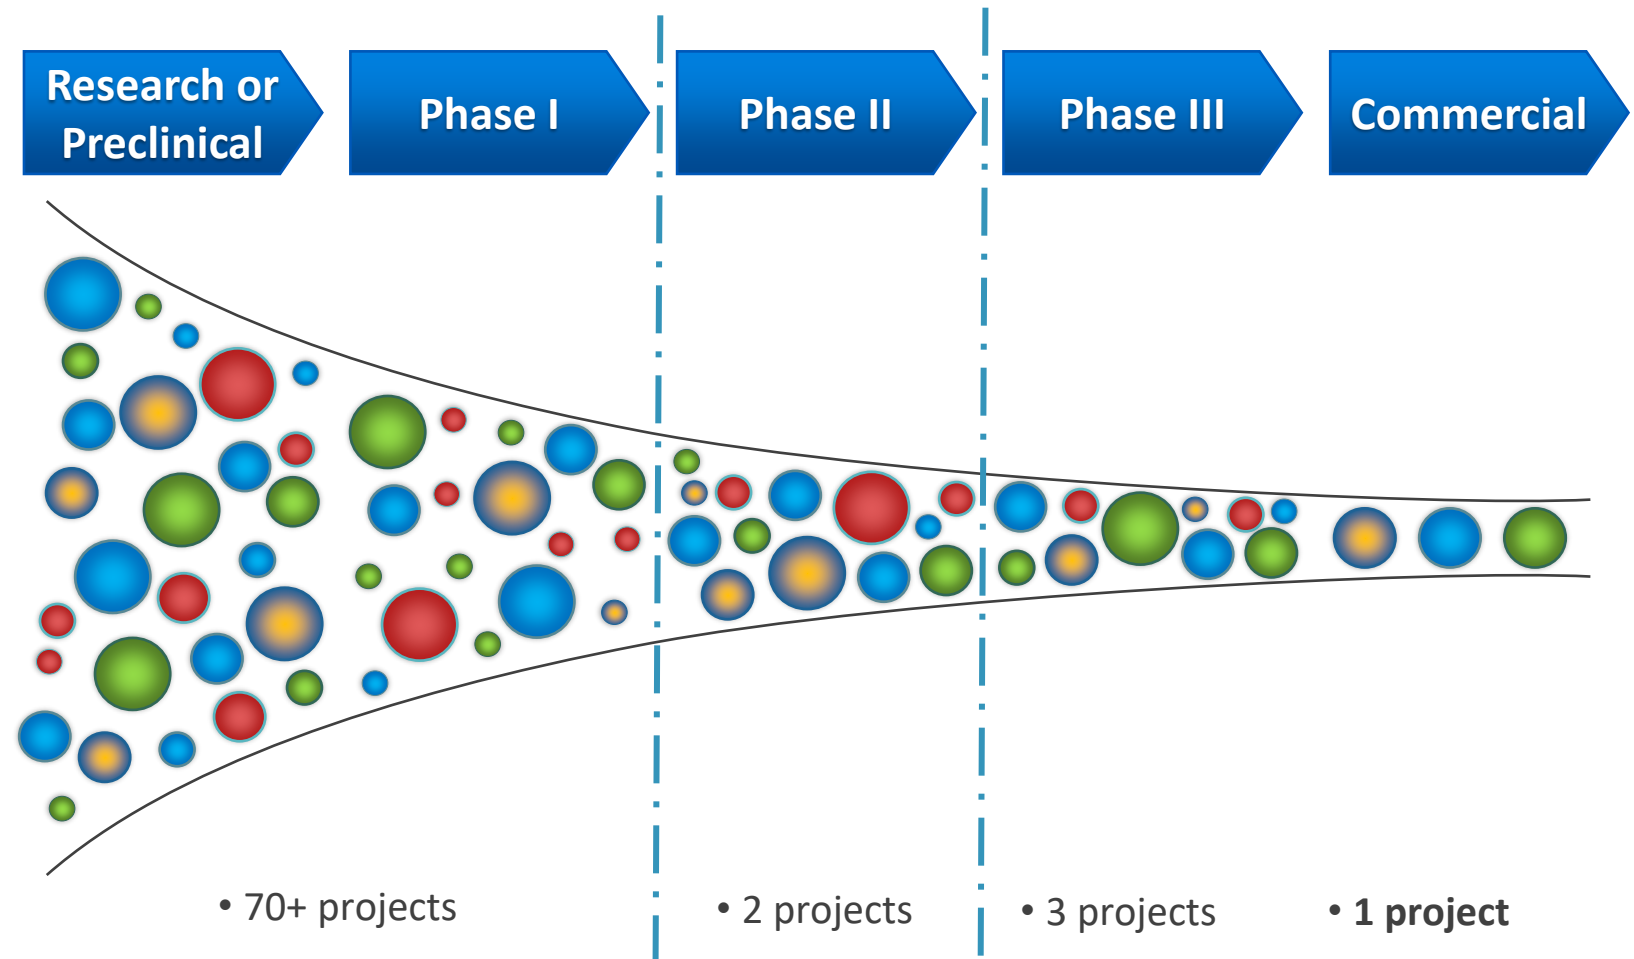 Research or
Preclinical
Phase I
Phase II
Phase III
Commercial
• 70+ projects
• 2 projects
• 3 projects
• 1 project